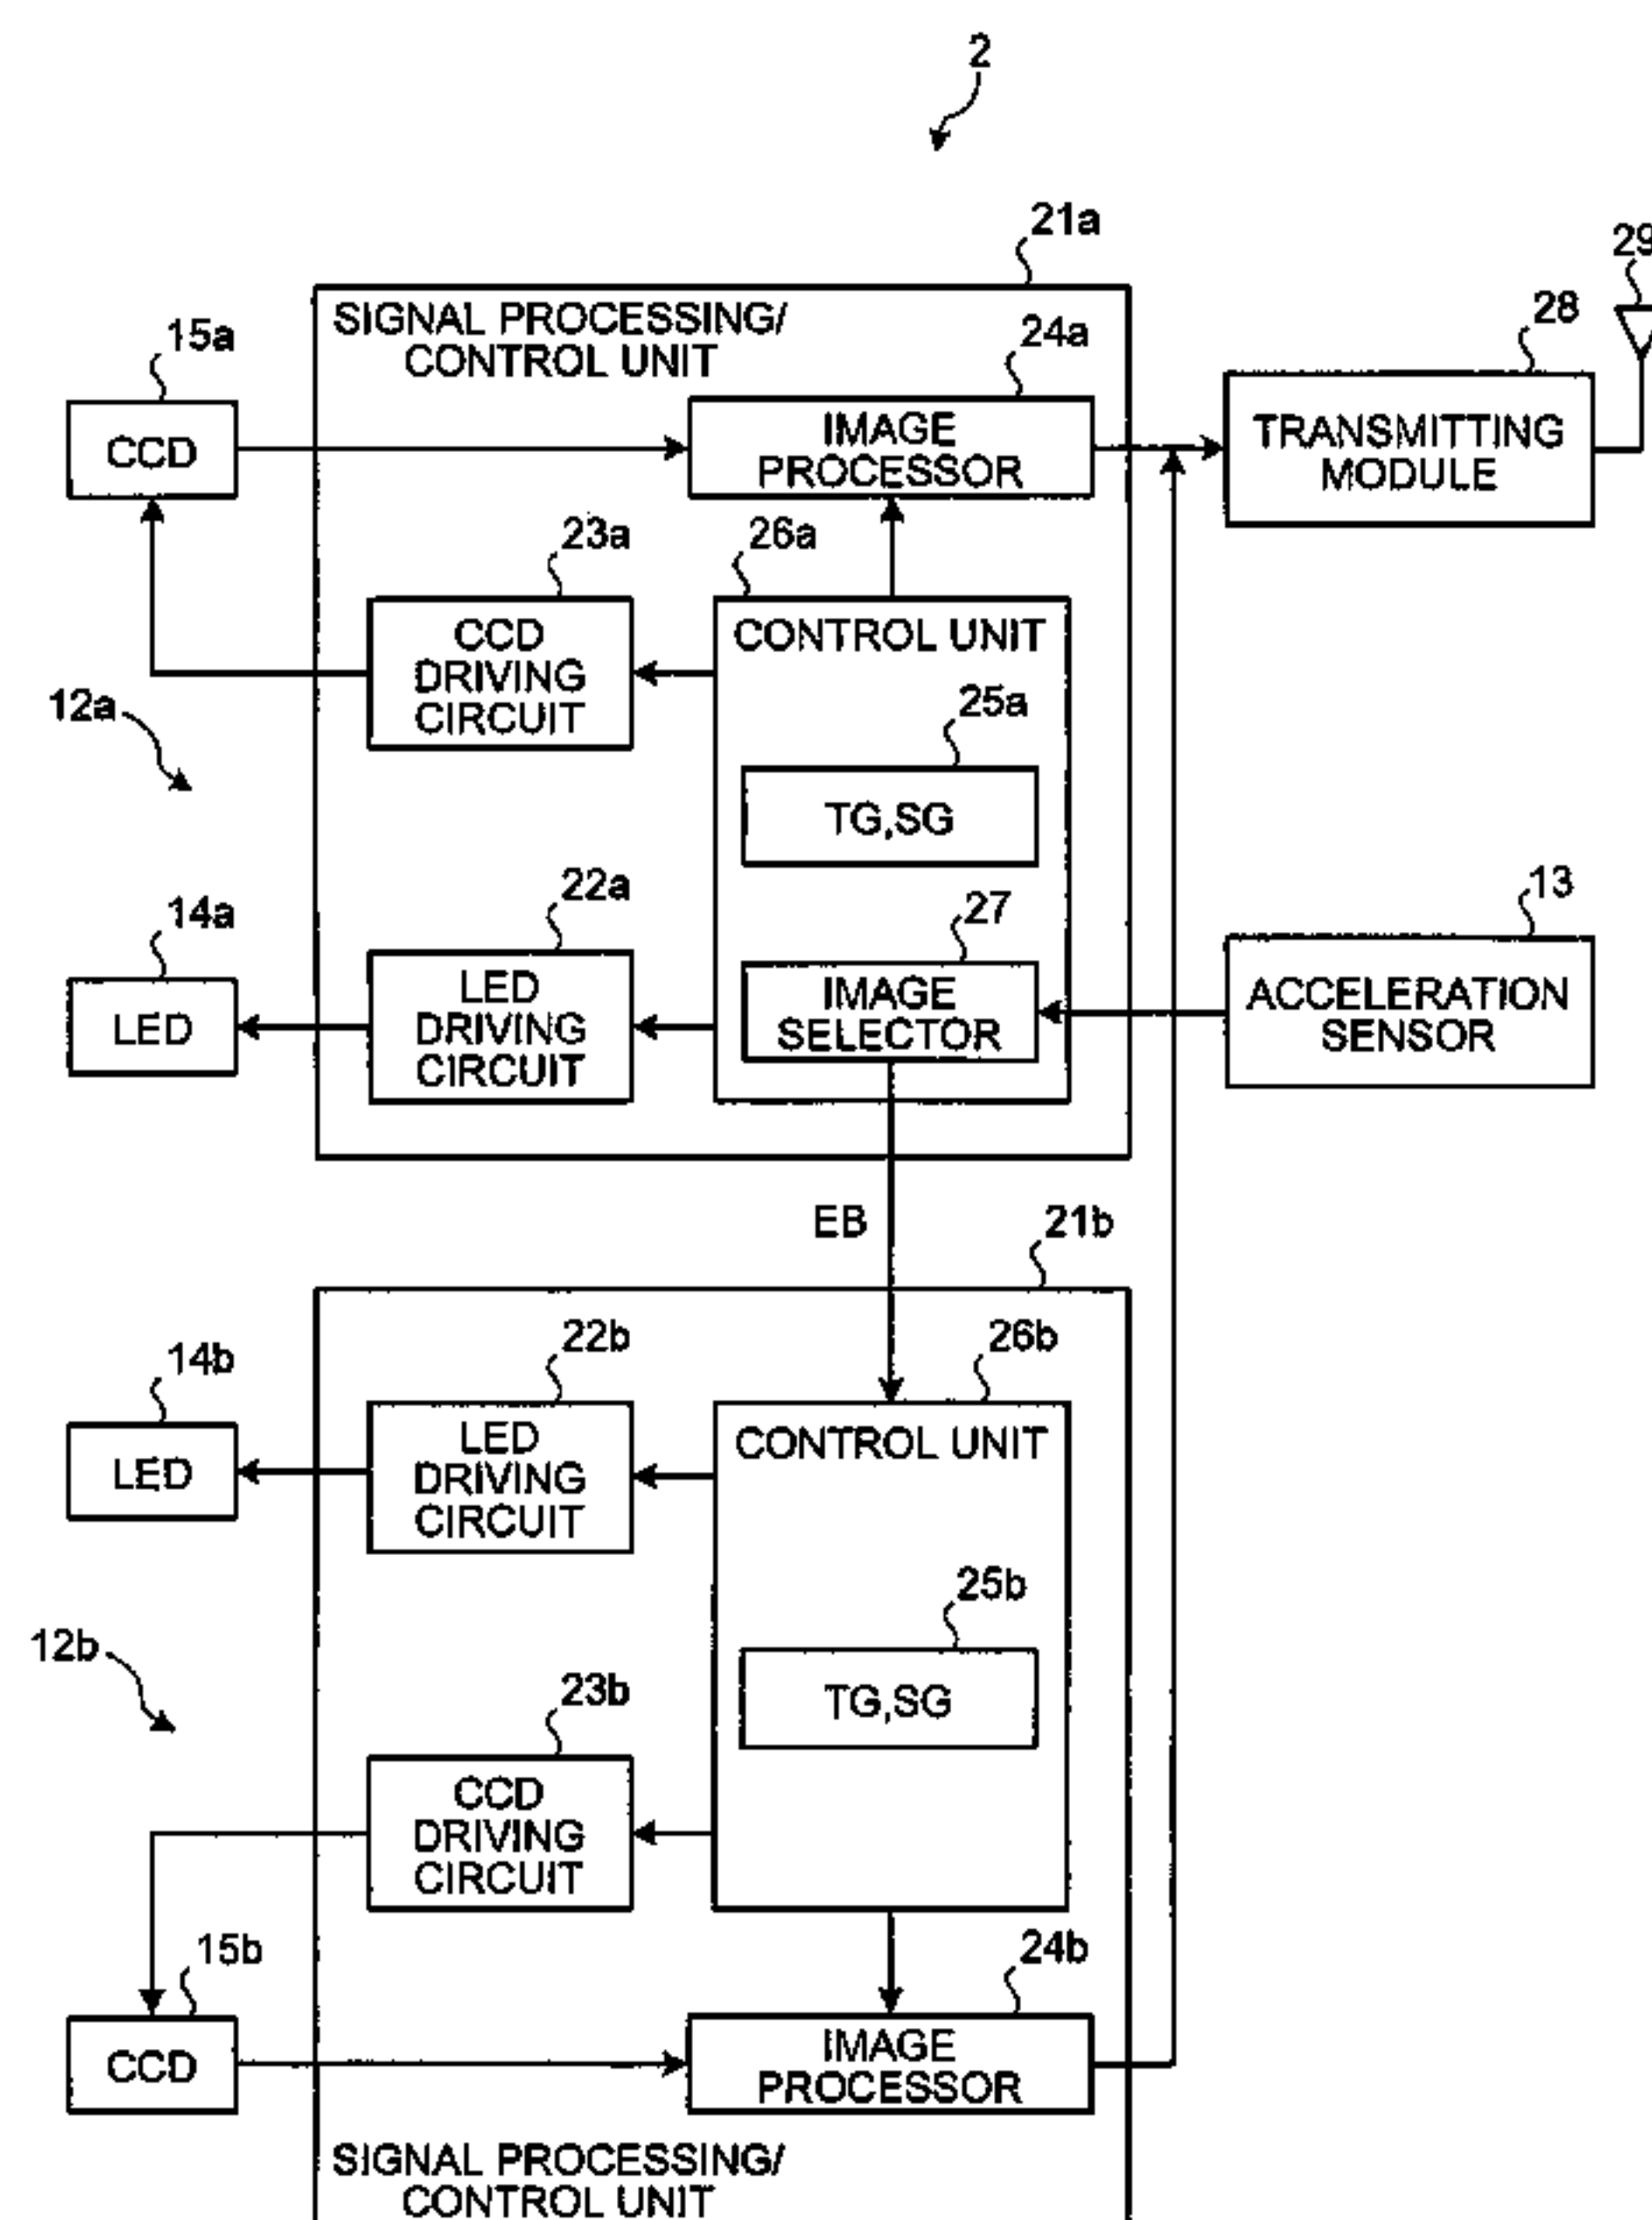 2
21a
29
SIGNAL PROCESSING/
CONTROL UNIT
28
15a
24a
CCD
IMAGE
PROCESSOR
TRANSMITTING
MODULE
23a
26a
CCD
DRIVING
CIRCUIT
CONTROL UNIT
12a
25a
TG,SG
22a
27
13
14a
LED
LED
DRIVING
CIRCUIT
IMAGE
SELECTOR
ACCELERATION
SENSOR
EB
21b
22b
26b
14b
LED
LED
DRIVING
CIRCUIT
CONTROL UNIT
25b
12b
TG,SG
23b
CCD
DRIVING
CIRCUIT
15b
24b
CCD
IMAGE
PROCESSOR
SIGNAL PROCESSING/
CONTROL UNIT